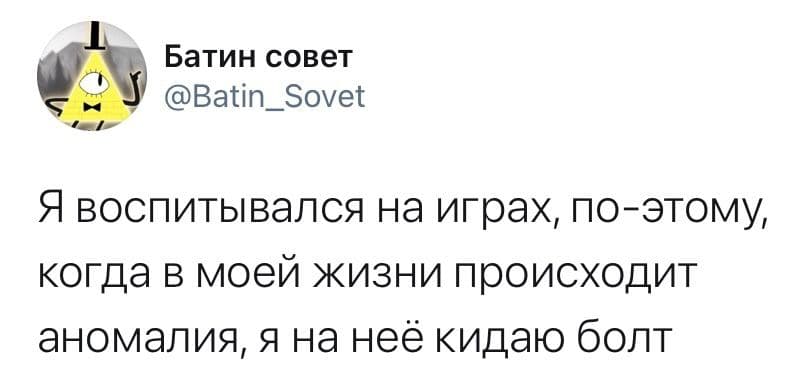 Батин совет
@Batin_Sovet
Я воспитывался на играх, по-этому,
когда в моей жизни происходит
аномалия, я на неё кидаю болт